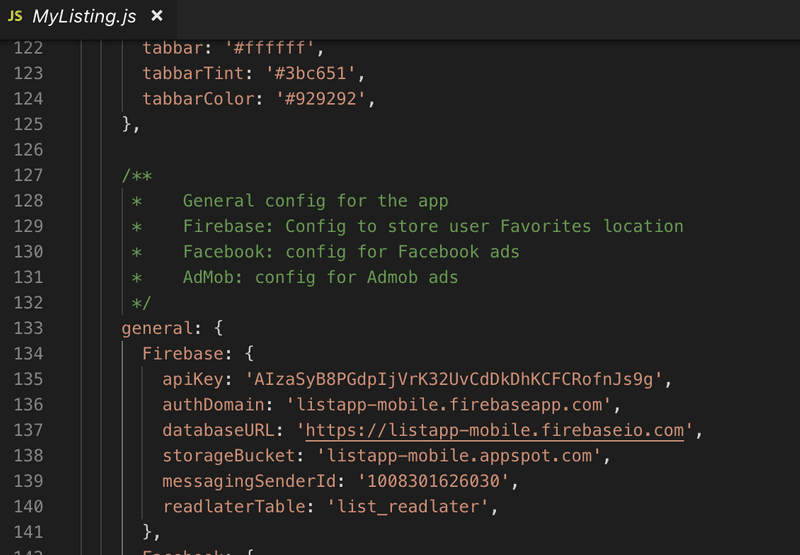 JS MyListing.js ×
122 tabbar: '#ffffff',
123 tabbarTint: '#3bc651',
124 tabbarColor: '#929292',
125 },
126
127 /**
128 * General config for the app
129 * Firebase: Config to store user Favorites location
130 * Facebook: config for Facebook ads
131 * AdMob: config for Admob ads
132 */
133 general: {
134 Firebase: {
135 apiKey: 'AIzaSyB8PGdpIjVrK32UvCdDkDhKCFCRofnJs9g',
136 authDomain: 'listapp-mobile.firebaseapp.com',
137 databaseURL: 'https://listapp-mobile.firebaseio.com',
138 storageBucket: 'listapp-mobile.appspot.com',
139 messagingSenderId: '1008301626030',
140 readlaterTable: 'list_readlater',
141 },
142 Facebook: {